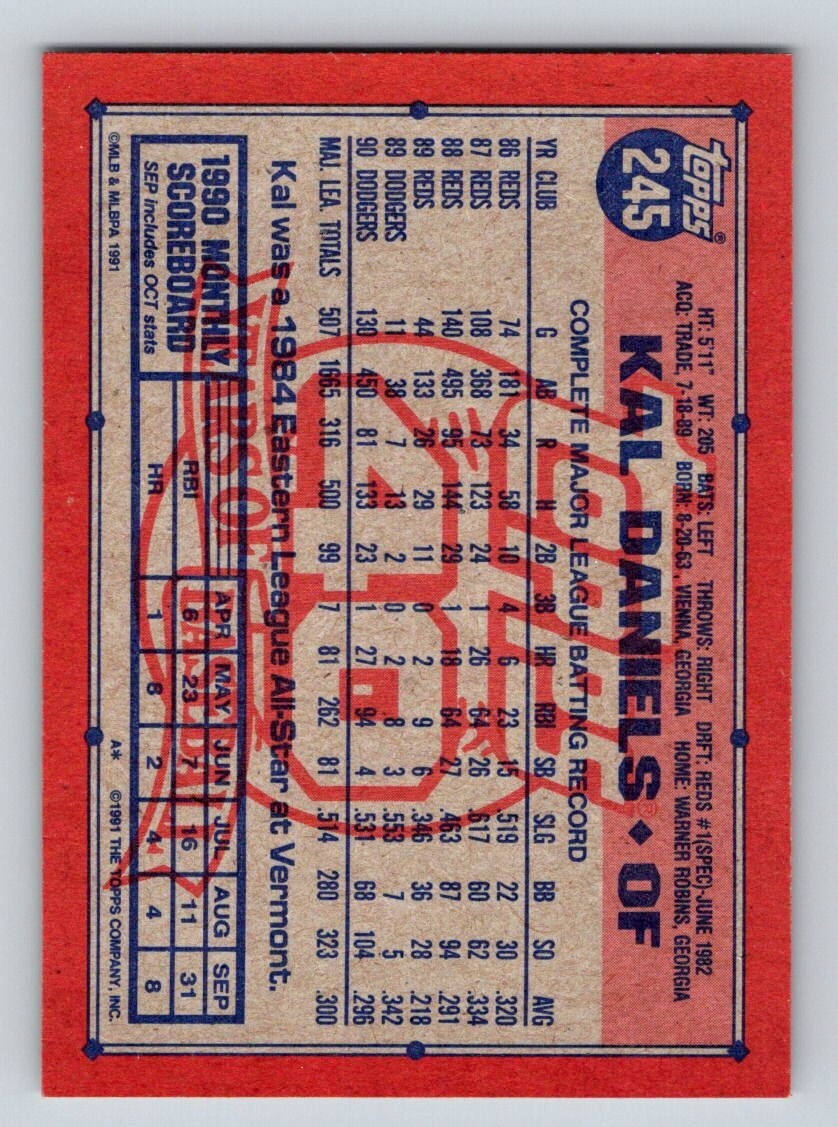 topps®
245
HT: 5'11" WT: 205 BATS: LEFT THROWS: RIGHT DRFT: REDS #1(SPEC)-JUNE 1982
ACQ: TRADE, 7-18-89 BORN: 8-20-63, VIENNA, GEORGIA HOME: WARNER ROBINS, GEORGIA
KAL DANIELS® ◆ OF
COMPLETE MAJOR LEAGUE BATTING RECORD
YR CLUB G AB R H 2B 3B HR RBI SB SLG BB SO AVG
86 REDS 74 181 34 58 10 4 6 23 15 .519 22 30 .320
87 REDS 108 368 73 123 24 1 26 64 26 .617 60 62 .334
88 REDS 140 495 95 144 29 1 18 64 27 .463 87 94 .291
89 REDS 44 133 26 29 11 0 2 9 6 .346 36 28 .218
89 DODGERS 11 38 7 13 2 0 2 8 3 .553 7 5 .342
90 DODGERS 130 450 81 133 23 1 27 94 4 .531 68 104 .296
MAJ. LEA. TOTALS 507 1665 316 500 99 7 81 262 81 .514 280 323 .300
Kal was a 1984 Eastern League All-Star at Vermont.
1990 MONTHLY
SCOREBOARD
SEP includes OCT stats
APR MAY JUN JUL AUG SEP
RBI 6 23 7 16 11 31
HR 1 8 2 4 4 8
©MLB & MLBPA 1991
A* ©1991 THE TOPPS COMPANY, INC.
topps
40
YEARS OF BASEBALL